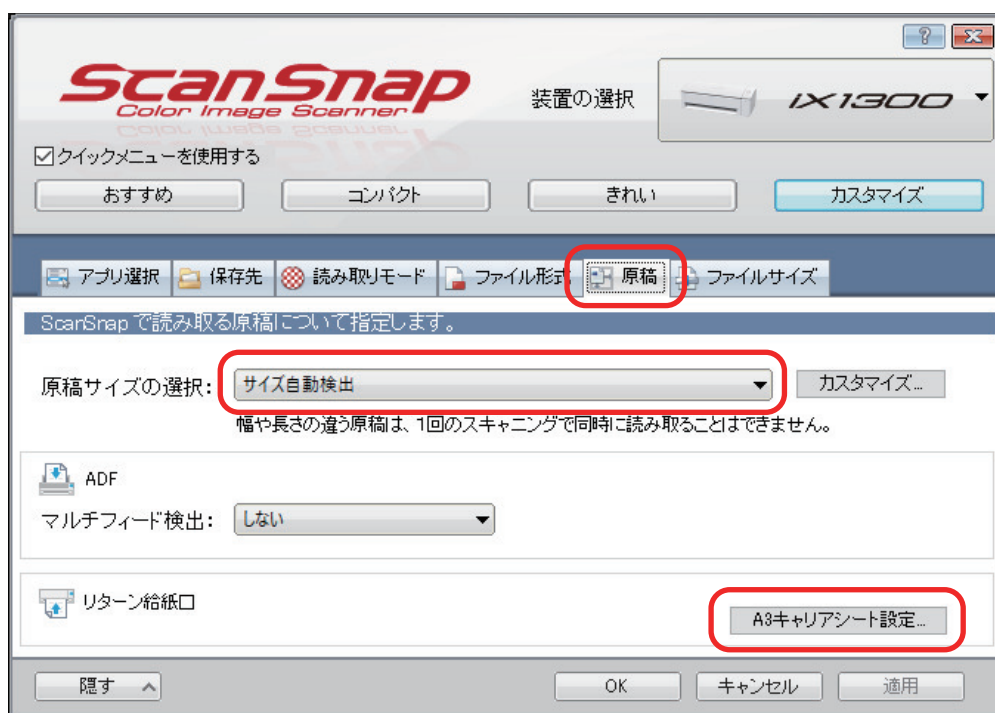 ScanSnap
Color Image Scanner
装置の選択
iX1300
クイックメニューを使用する
おすすめ
コンパクト
きれい
カスタマイズ
アプリ選択
保存先
読み取りモード
ファイル形式
原稿
ファイルサイズ
ScanSnap で読み取る原稿について指定します。
原稿サイズの選択:
サイズ自動検出
カスタマイズ...
幅や長さの違う原稿は、1回のスキャニングで同時に読み取ることはできません。
ADF
マルチフィード検出:
しない
リターン給紙口
A3キャリアシート設定...
隠す
OK
キャンセル
適用